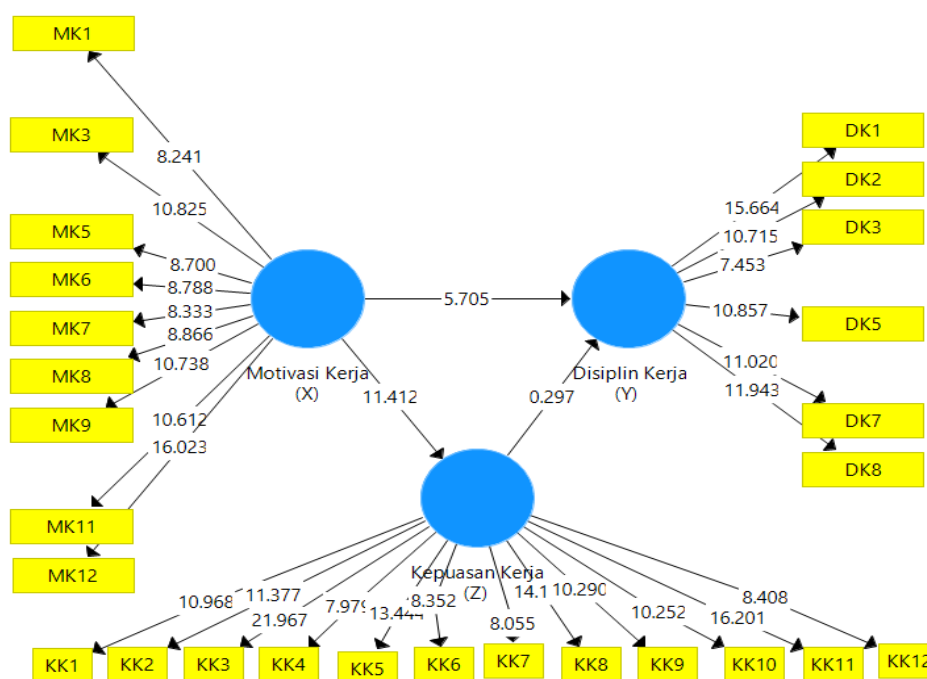 MK1
MK3
MK5
MK6
MK7
MK8
MK9
MK11
MK12
8.241
10.825
8.700
8.788
8.333
8.866
10.738
10.612
16.023
Motivasi Kerja
(X)
5.705
11.412
0.297
Disiplin Kerja
(Y)
15.664
10.715
7.453
10.857
11.020
11.943
DK1
DK2
DK3
DK5
DK7
DK8
Kepuasan Kerja
(Z)
10.968
11.377
21.967
7.979
13.444
8.352
8.055
14.1
10.290
10.252
16.201
8.408
KK1
KK2
KK3
KK4
KK5
KK6
KK7
KK8
KK9
KK10
KK11
KK12